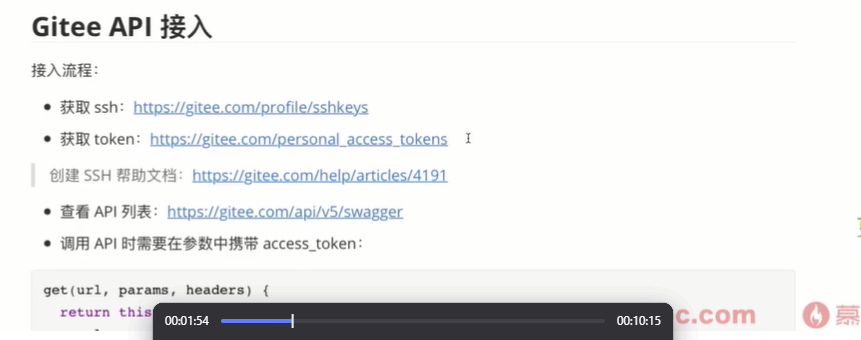 Gitee API 接入
接入流程：
获取 ssh：https://gitee.com/profile/sshkeys
获取 token：https://gitee.com/personal_access_tokens
创建 SSH 帮助文档：https://gitee.com/help/articles/4191
查看 API 列表：https://gitee.com/api/v5/swagger
调用 API 时需要在参数中携带 access_token：
get(url, params, headers) {
return this
00:01:54 00:10:15 c.com 慕